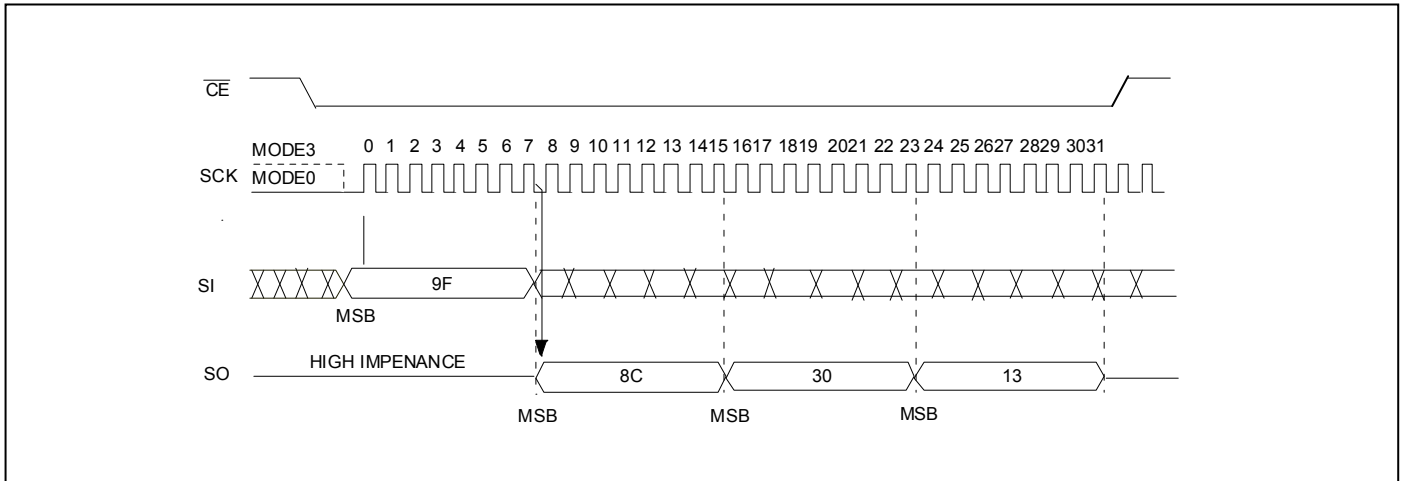 CE
MODE3
0 1 2 3 4 5 6 7 8 9 10 11 12 13 14 15 16 17 18 19 20 21 22 23 24 25 26 27 28 29 30 31
SCK
MODE0
SI
9F
MSB
HIGH IMPENANCE
SO
8C
30
13
MSB
MSB
MSB